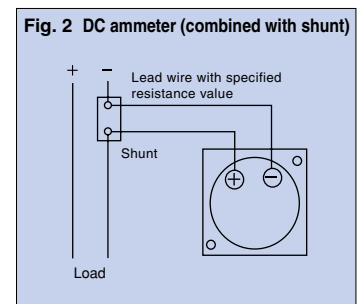 Fig. 2 DC ammeter (combined with shunt)
+ −
Lead wire with specified
resistance value
Shunt
+ −
Load